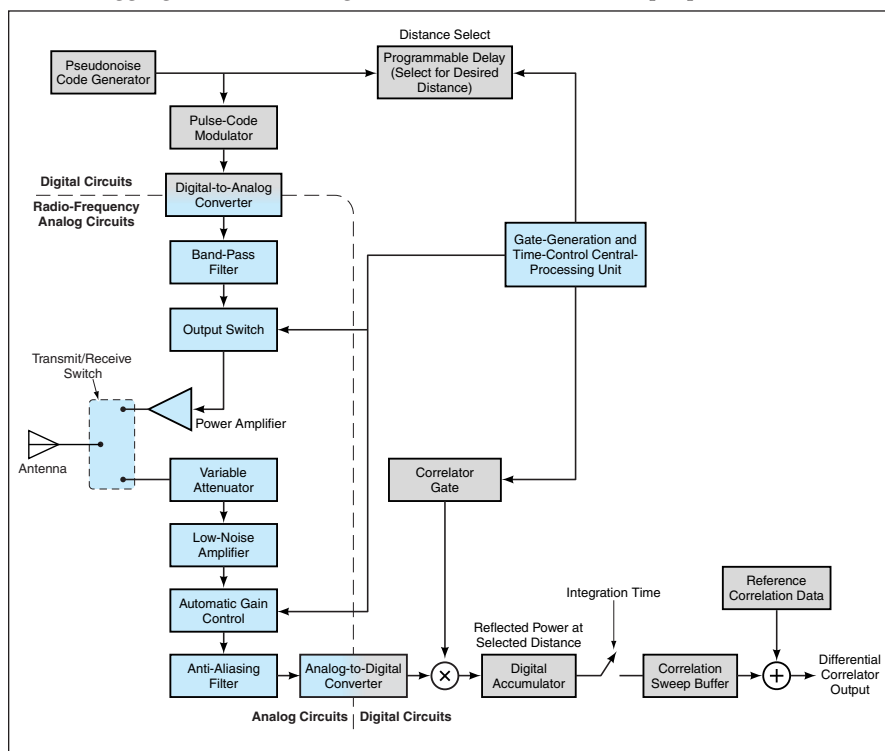 Distance Select
Pseudonoise
Code Generator
Programmable Delay
(Select for Desired
Distance)
Pulse-Code
Modulator
Digital Circuits
Radio-Frequency
Analog Circuits
Digital-to-Analog
Converter
Band-Pass
Filter
Gate-Generation and
Time-Control Central-
Processing Unit
Output Switch
Transmit/Receive
Switch
Power Amplifier
Antenna
Variable
Attenuator
Correlator
Gate
Low-Noise
Amplifier
Automatic Gain
Control
Integration Time
Reference
Correlation Data
Reflected Power at
Selected Distance
Anti-Aliasing
Filter
Analog-to-Digital
Converter
×
Digital
Accumulator
Correlation
Sweep Buffer
+
Differential
Correlator
Output
Analog Circuits
Digital Circuits